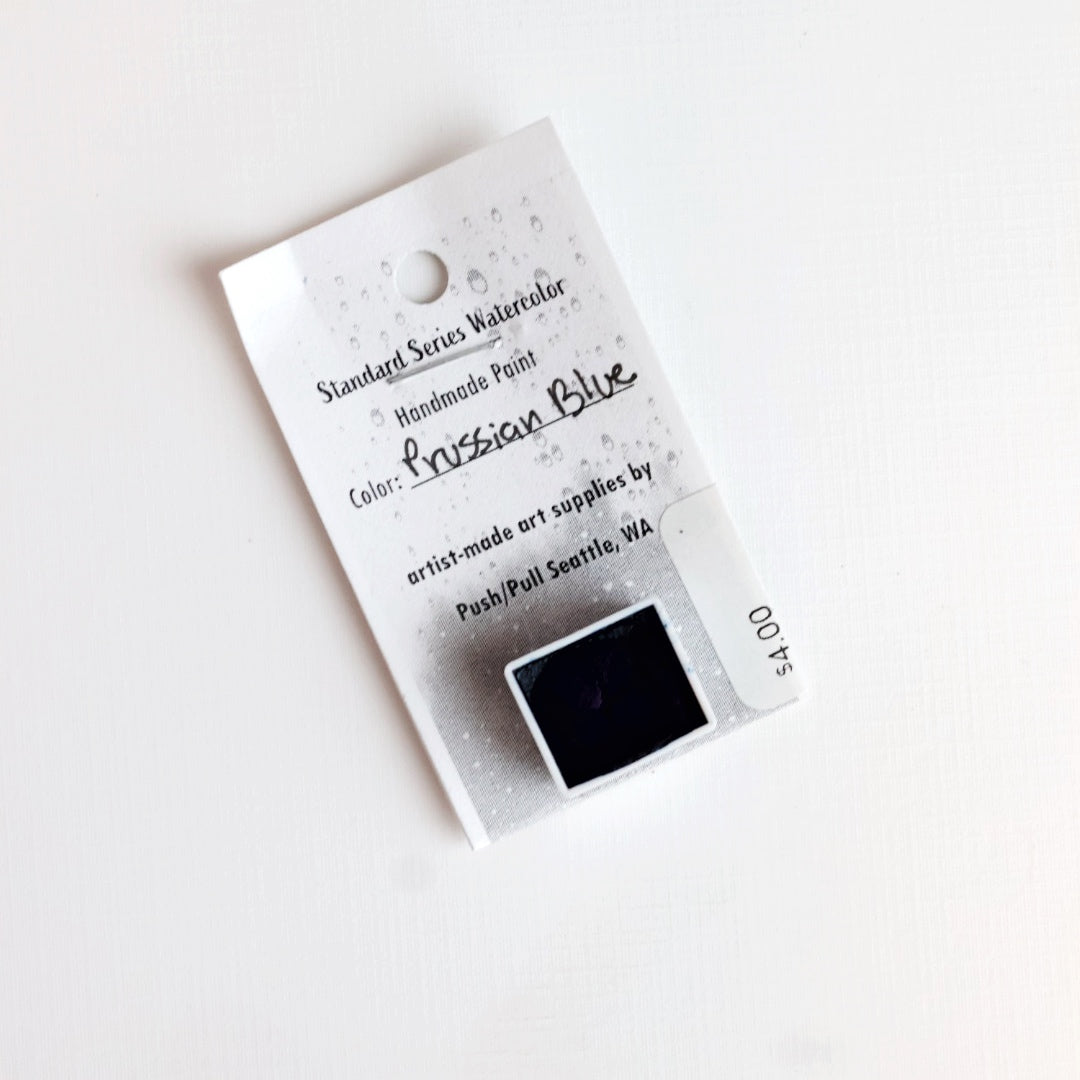 Standard Series Watercolor
Handmade Paint
Color: Prussian Blue
artist-made art supplies by
Push/Pull Seattle, WA
$4.00